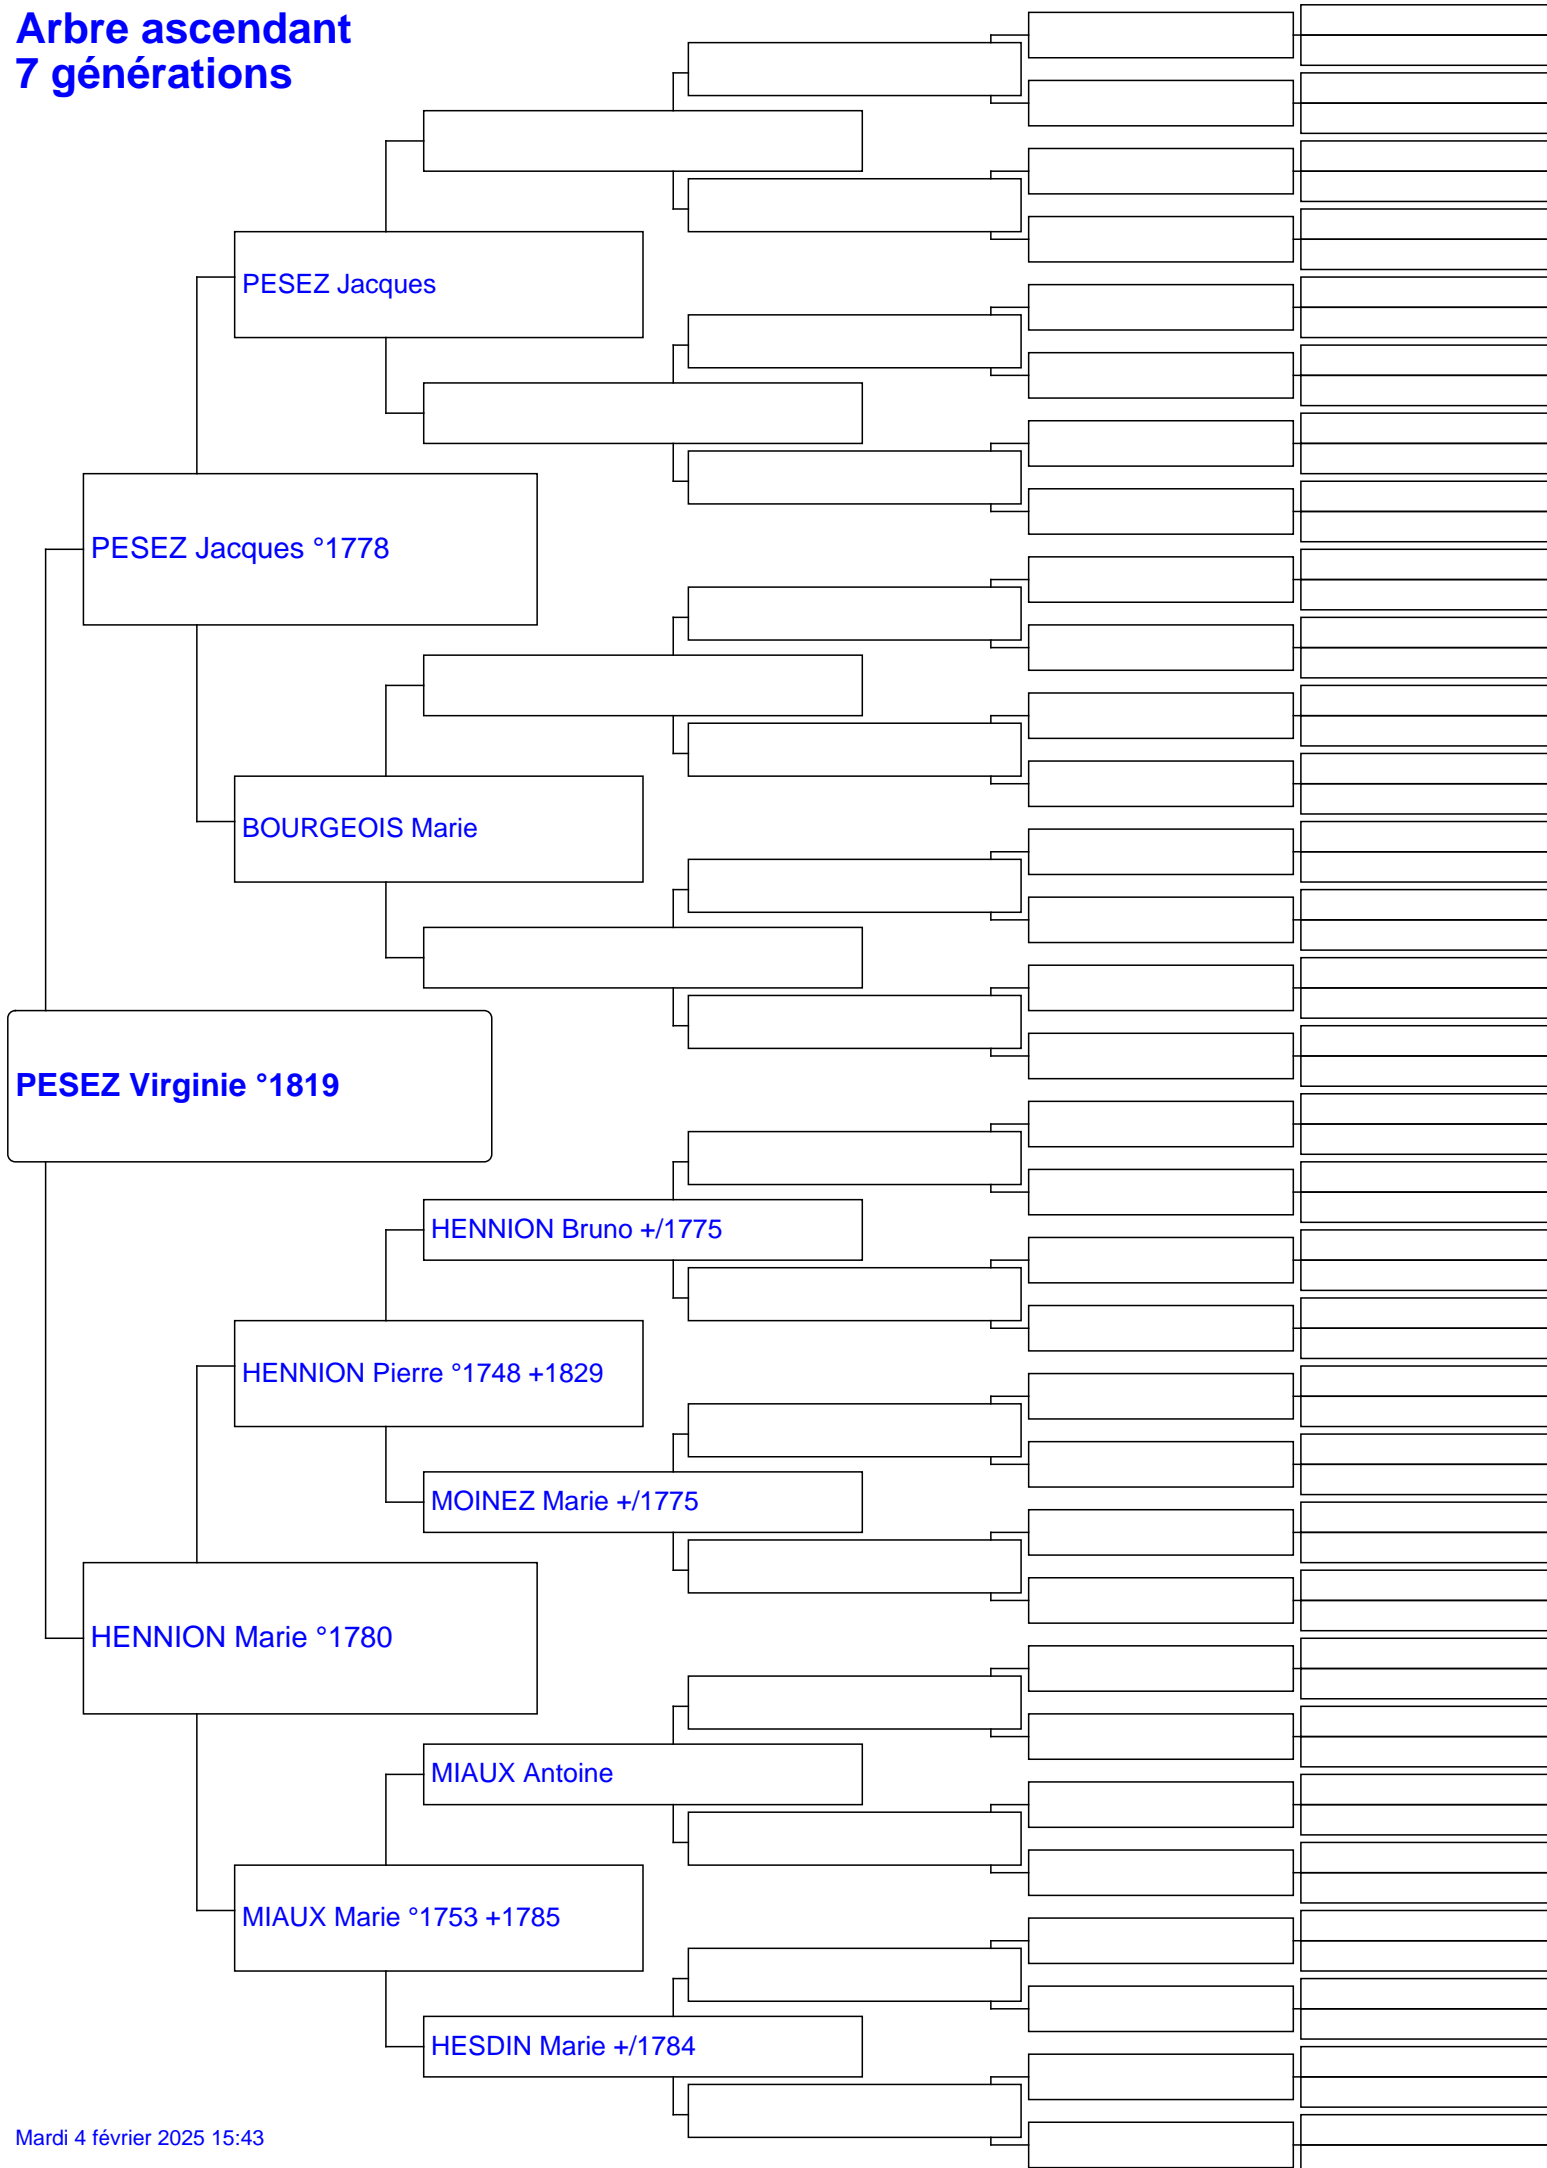 Arbre ascendant
7 générations
PESEZ Jacques
PESEZ Jacques °1778
BOURGEOIS Marie
PESEZ Virginie °1819
HENNION Bruno +/1775
HENNION Pierre °1748 +1829
MOINEZ Marie +/1775
HENNION Marie °1780
MIAUX Antoine
MIAUX Marie °1753 +1785
HESDIN Marie +/1784
Mardi 4 février 2025 15:43